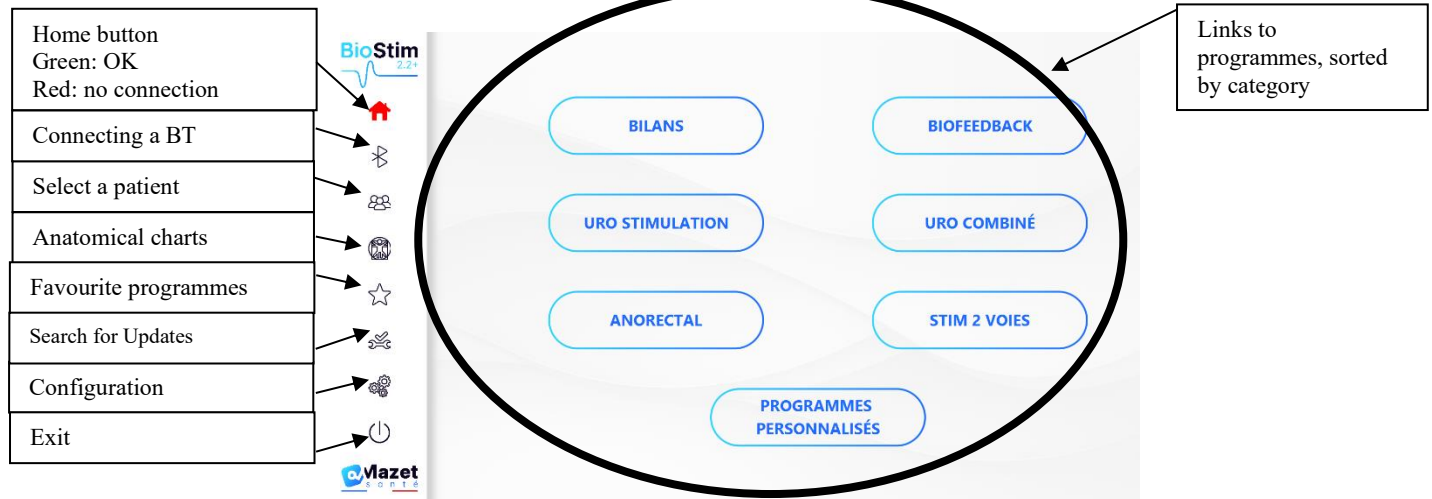 Home button
Green: OK
Red: no connection
Connecting a BT
Select a patient
Anatomical charts
Favourite programmes
Search for Updates
Configuration
Exit
BioStim
2.2+
Mazet
santé
BILANS
BIOFEEDBACK
URO STIMULATION
URO COMBINÉ
ANORECTAL
STIM 2 VOIES
PROGRAMMES
PERSONNALISÉS
Links to
programmes, sorted
by category